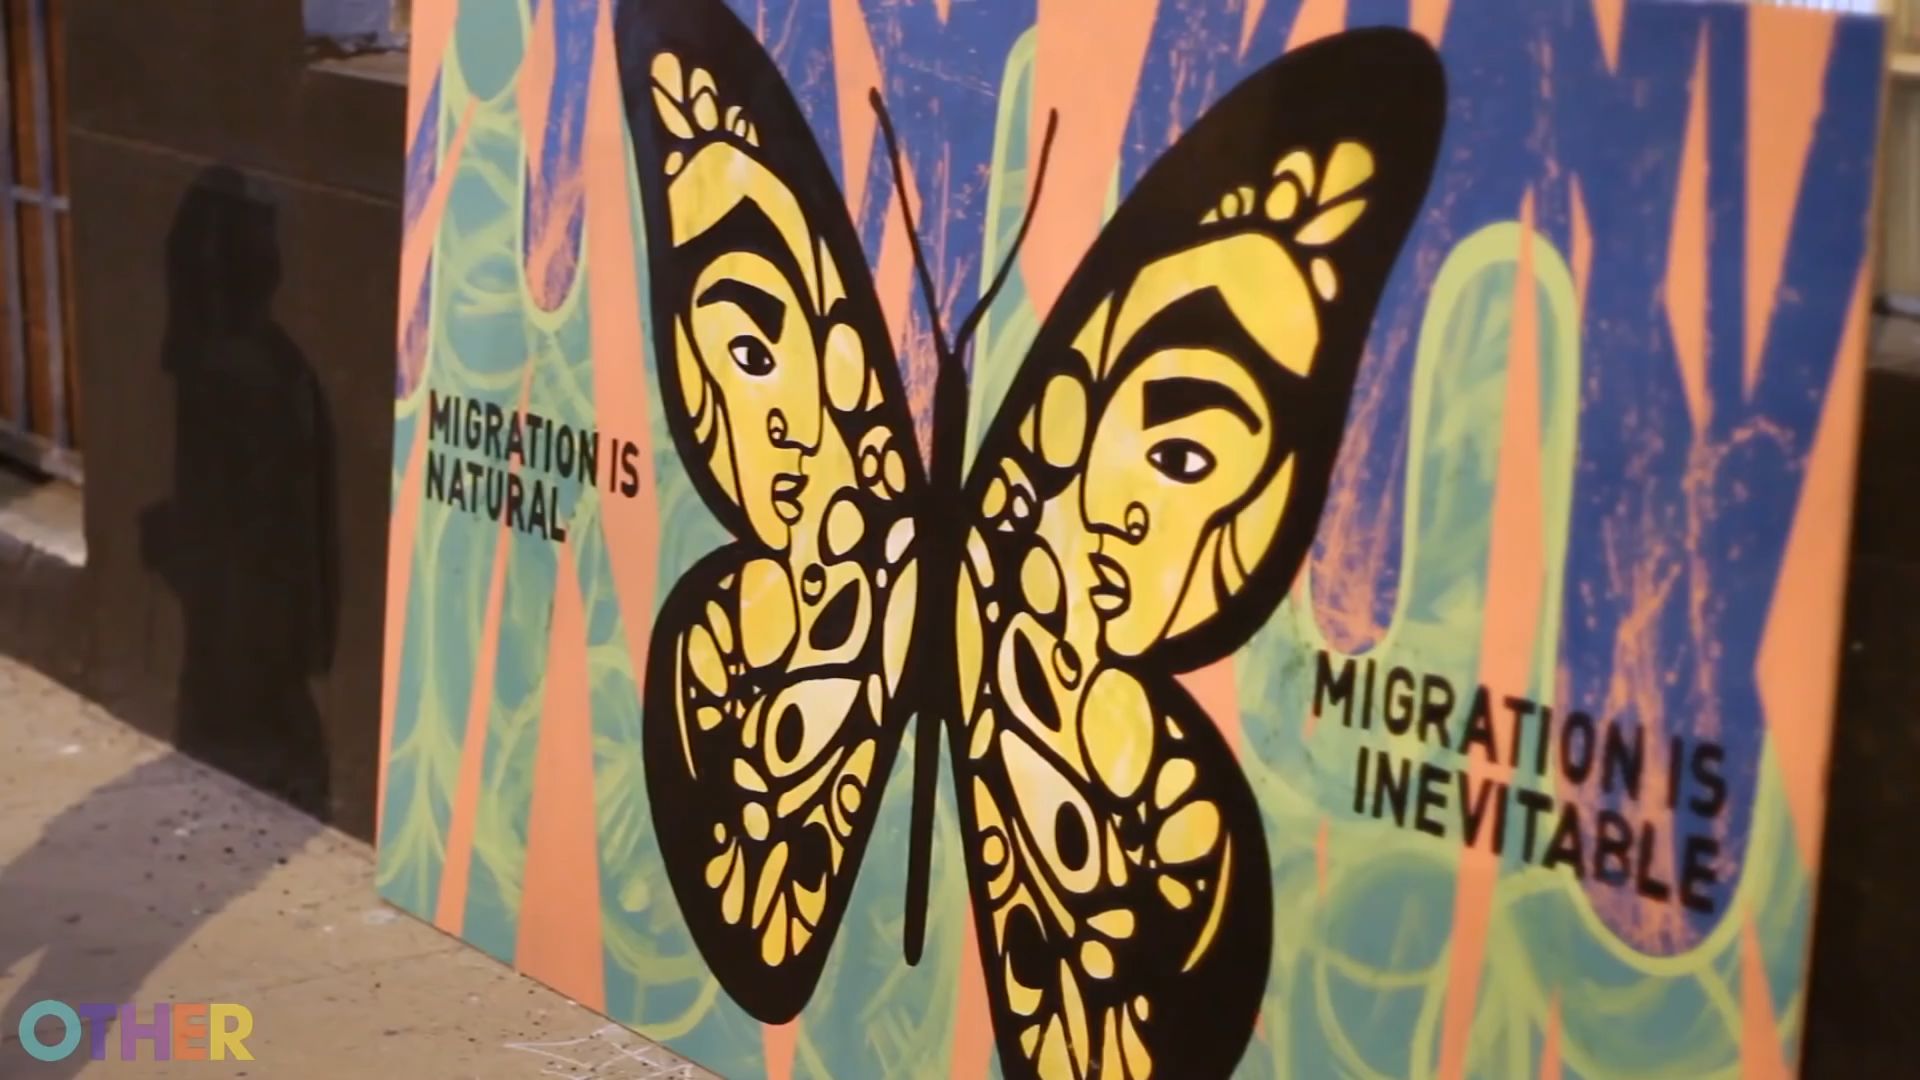 MIGRATION IS
NATURAL
MIGRATION IS
INEVITABLE
OTHER